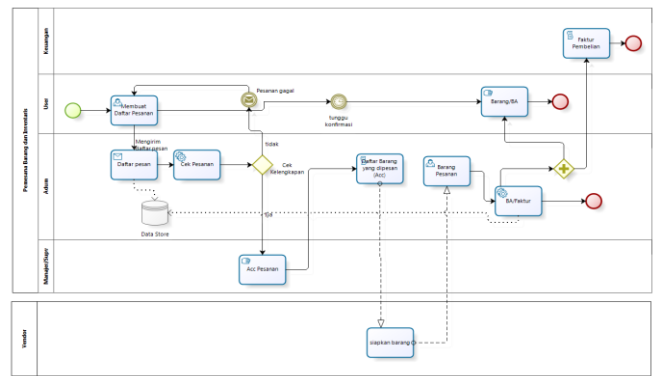 Pemesana Barang dan Inventaris
Keuangan
User
Admin
Manajer/Supv
Vendor
Faktur
Pembelian
Pesanan gagal
Membuat
Daftar Pesanan
tunggu
konfirmasi
Barang/BA
Mengirim
daftar pesan
tidak
Daftar pesan
Cek Pesanan
Cek
Kelengkapan
Daftar Barang
yang dipesan
(Acc)
Barang
Pesanan
BA/Faktur
Data Store
Acc Pesanan
siapkan barang